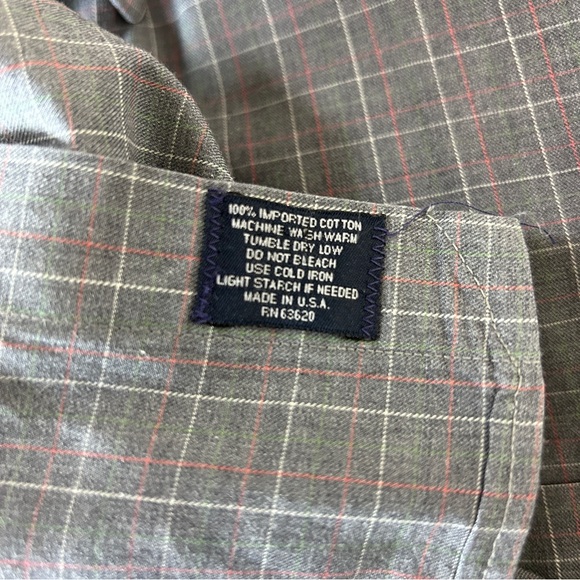 100% IMPORTED COTTON
MACHINE WASH WARM
TUMBLE DRY LOW
DO NOT BLEACH
USE COLD IRON
LIGHT STARCH IF NEEDED
MADE IN U.S.A.
RN 63620